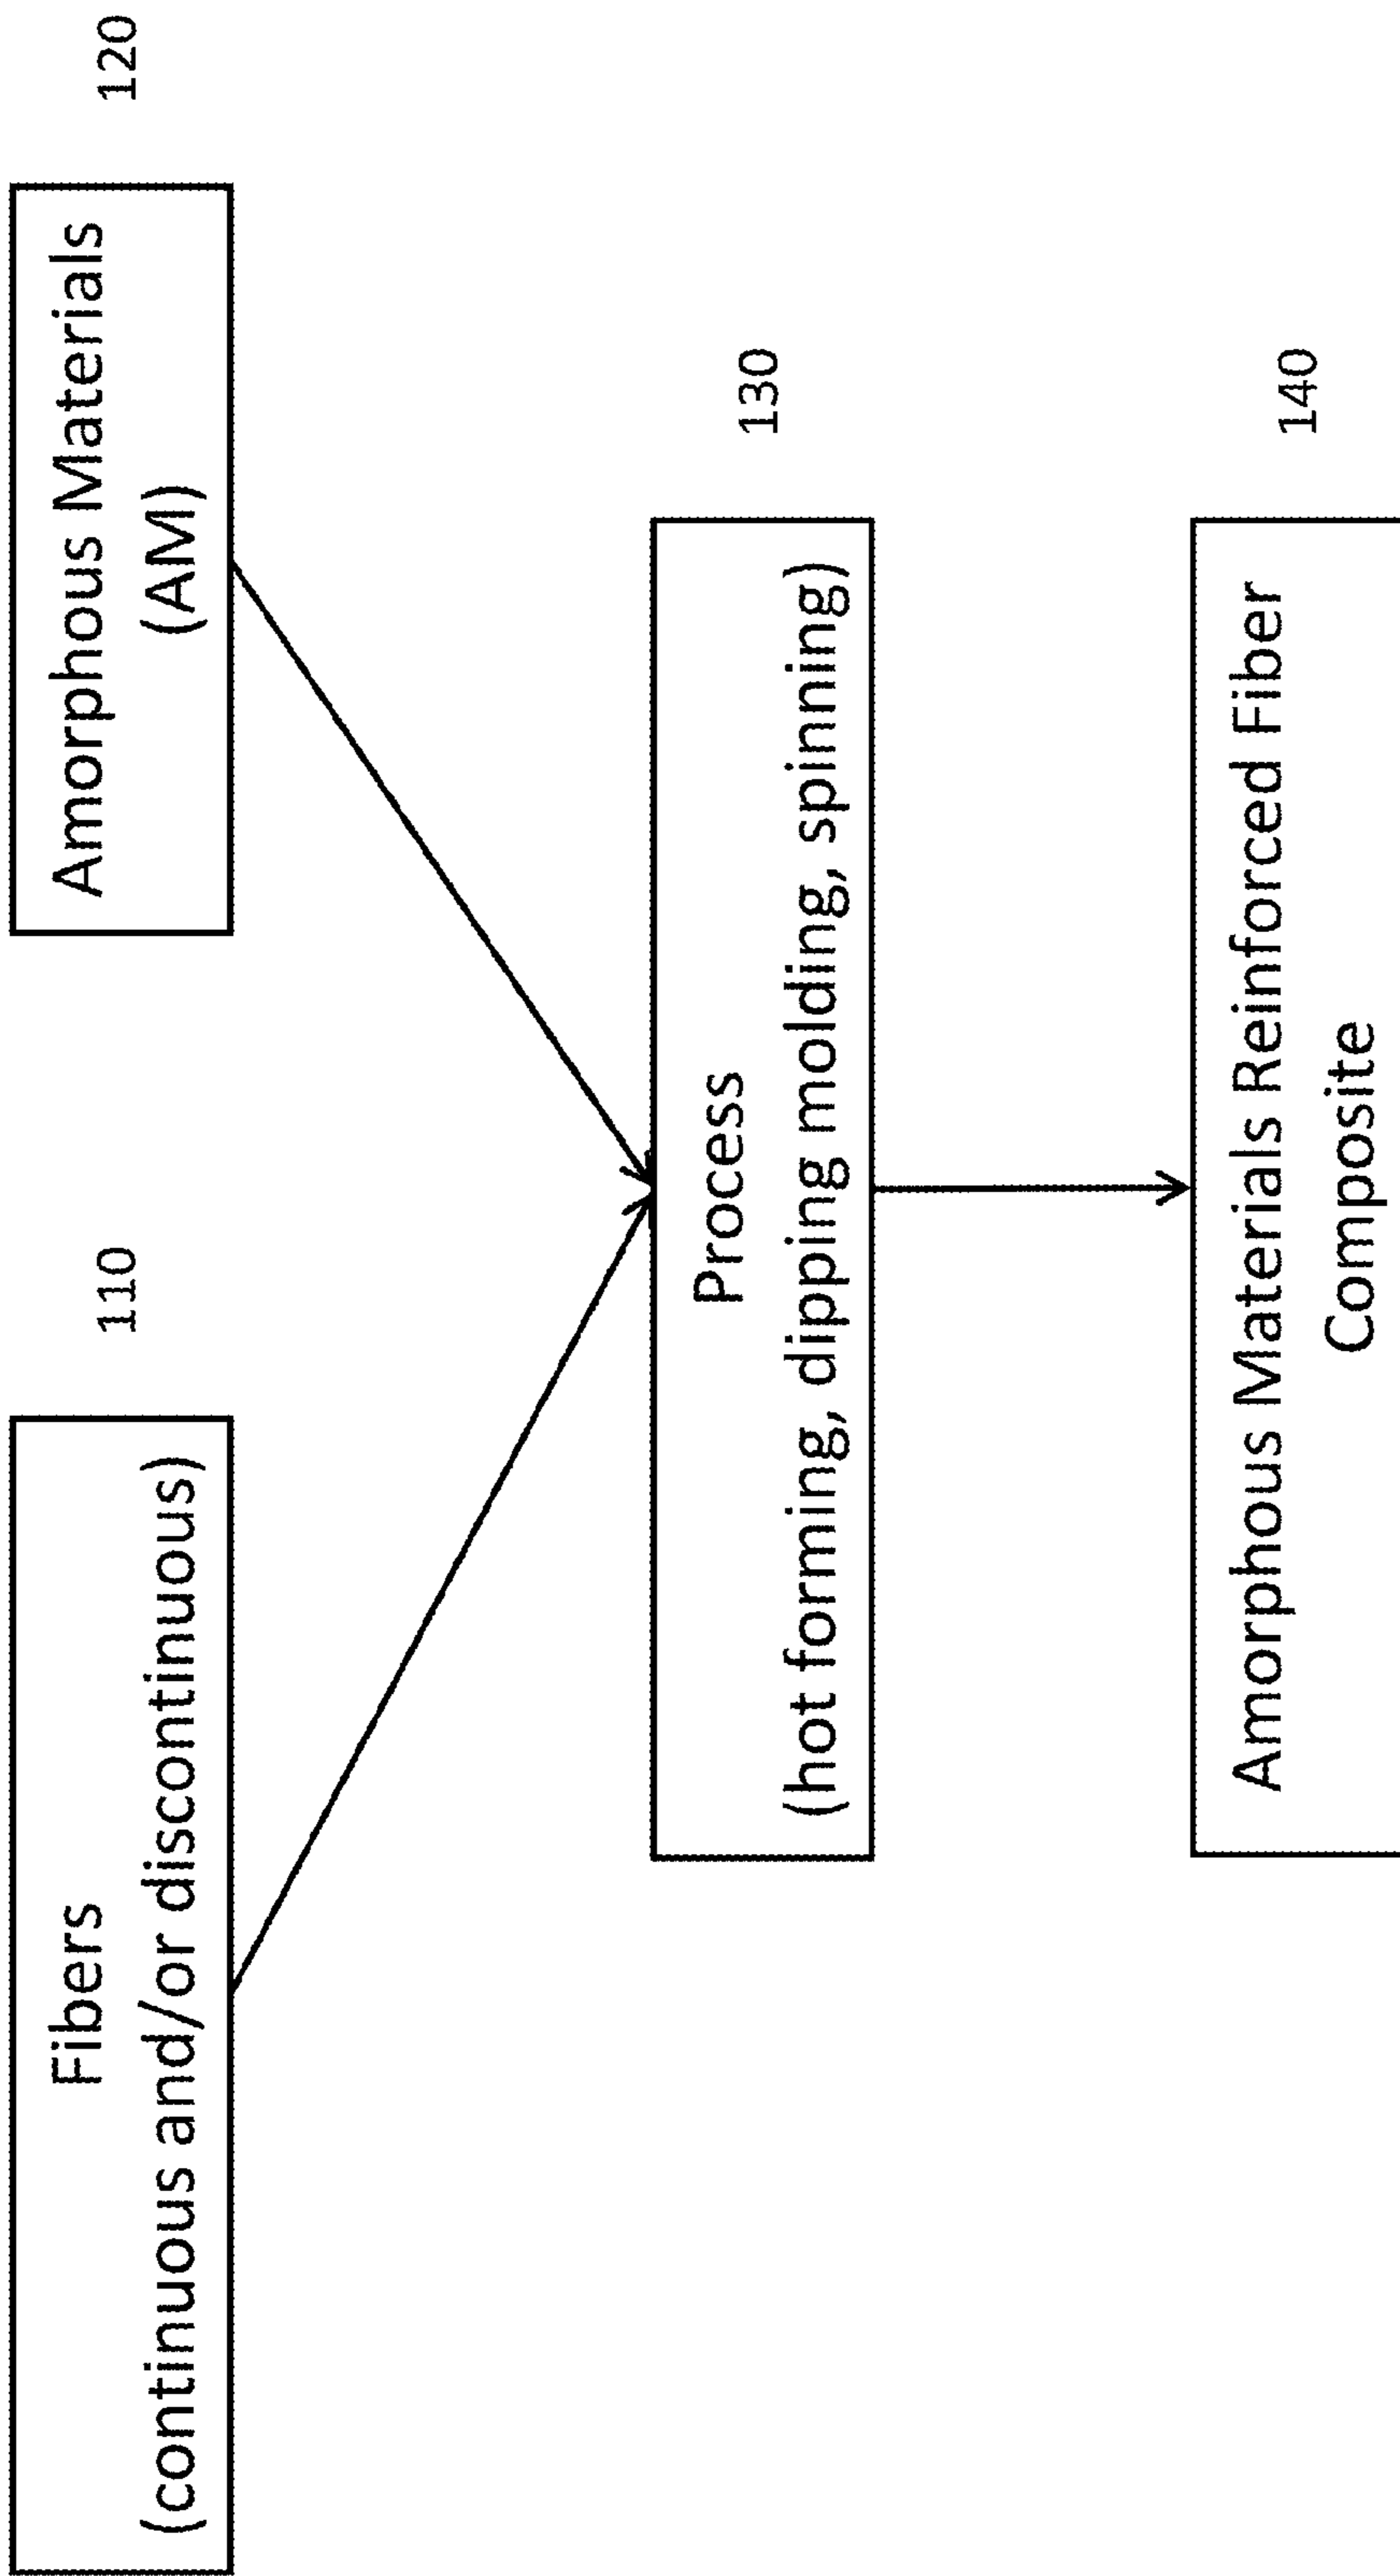 Fibers
(continuous and/or discontinuous)
110
Amorphous Materials
(AM)
120
Process
(hot forming, dipping molding, spinning)
130
Amorphous Materials Reinforced Fiber
Composite
140